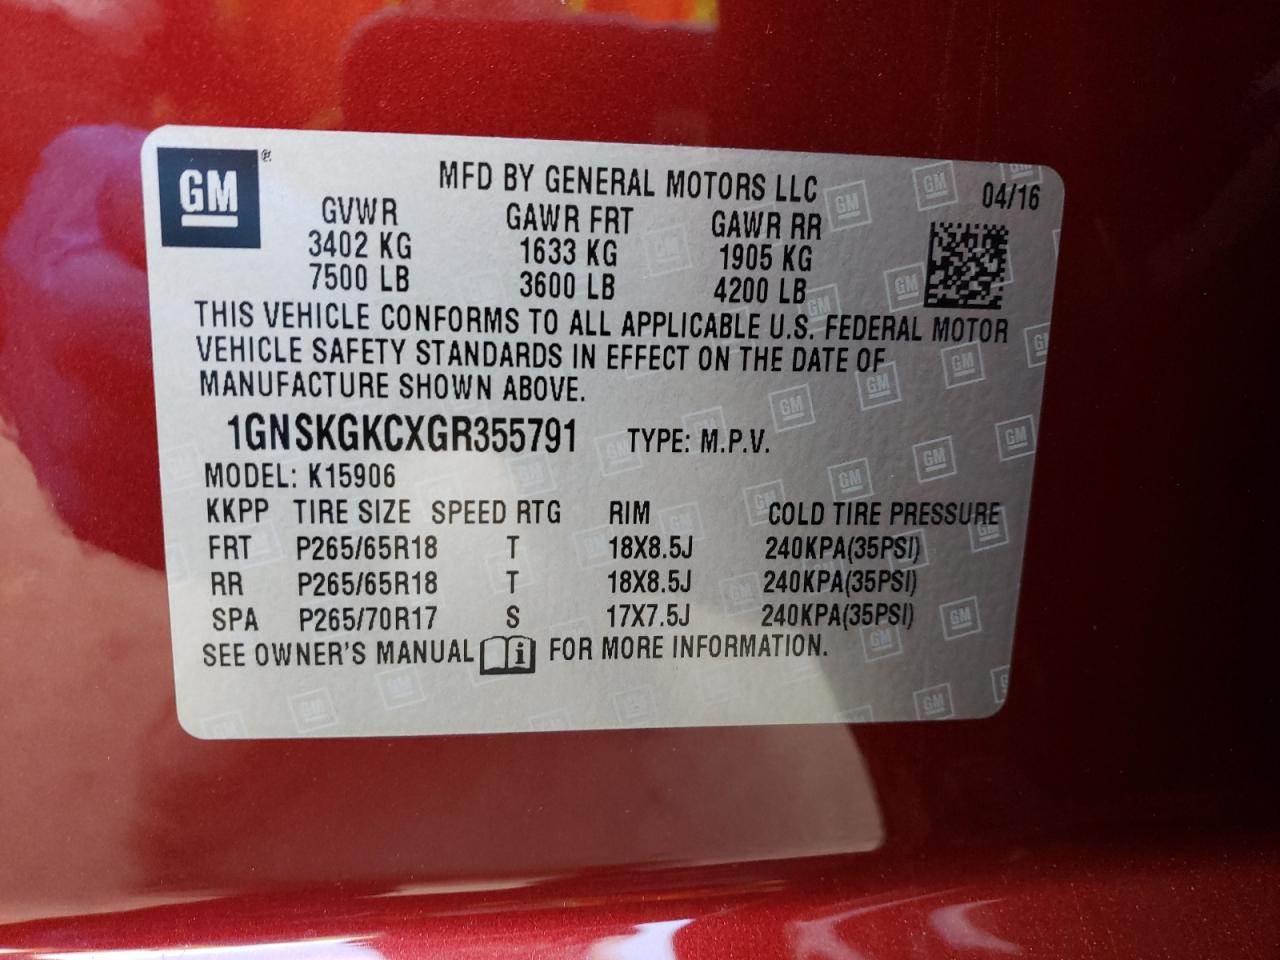 GM ®
MFD BY GENERAL MOTORS LLC 04/16
GVWR GAWR FRT GAWR RR
3402 KG 1633 KG 1905 KG
7500 LB 3600 LB 4200 LB
THIS VEHICLE CONFORMS TO ALL APPLICABLE U.S. FEDERAL MOTOR
VEHICLE SAFETY STANDARDS IN EFFECT ON THE DATE OF
MANUFACTURE SHOWN ABOVE.
1GNSKGKCXGR355791 TYPE: M.P.V.
MODEL: K15906
KKPP TIRE SIZE SPEED RTG RIM COLD TIRE PRESSURE
FRT P265/65R18 T 18X8.5J 240KPA(35PSI)
RR P265/65R18 T 18X8.5J 240KPA(35PSI)
SPA P265/70R17 S 17X7.5J 240KPA(35PSI)
SEE OWNER'S MANUAL i FOR MORE INFORMATION.